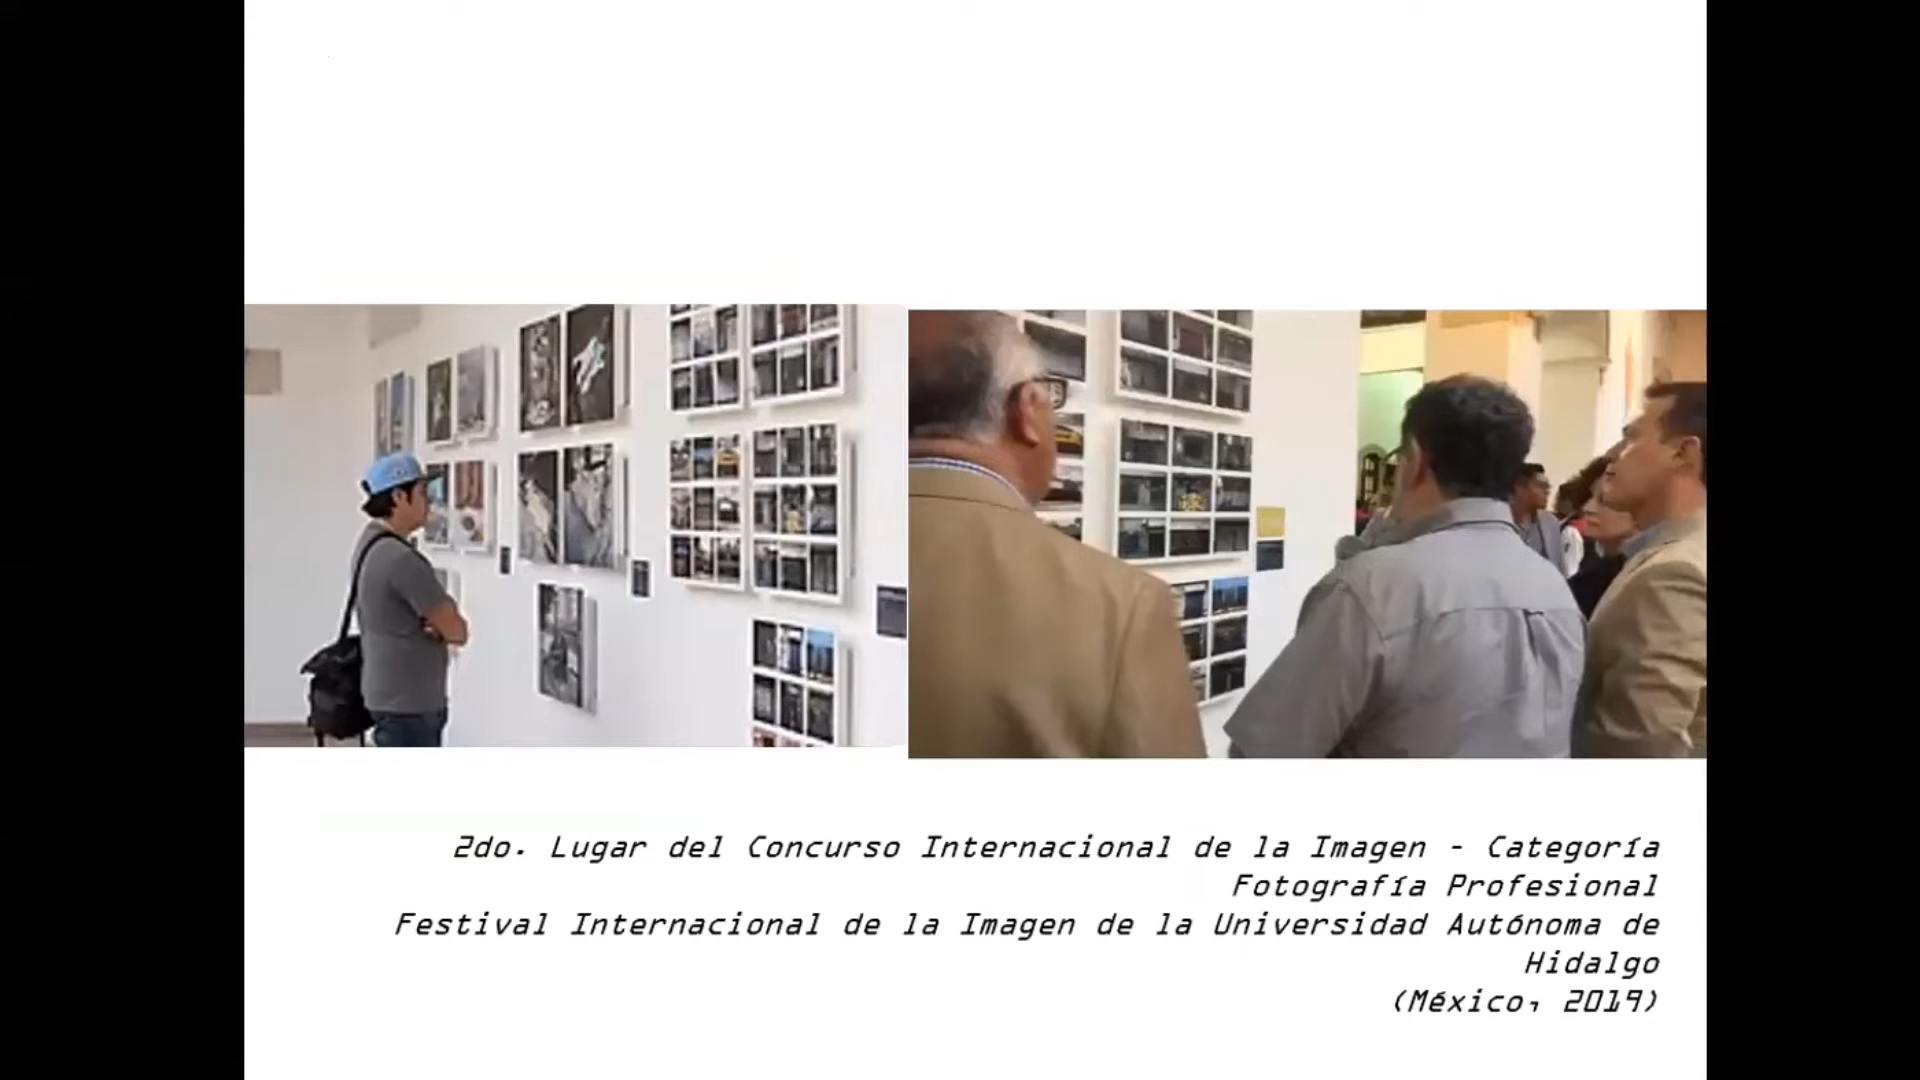 2do. Lugar del Concurso Internacional de la Imagen - Categoría
Fotografía Profesional
Festival Internacional de la Imagen de la Universidad Autónoma de
Hidalgo
(México, 2019)